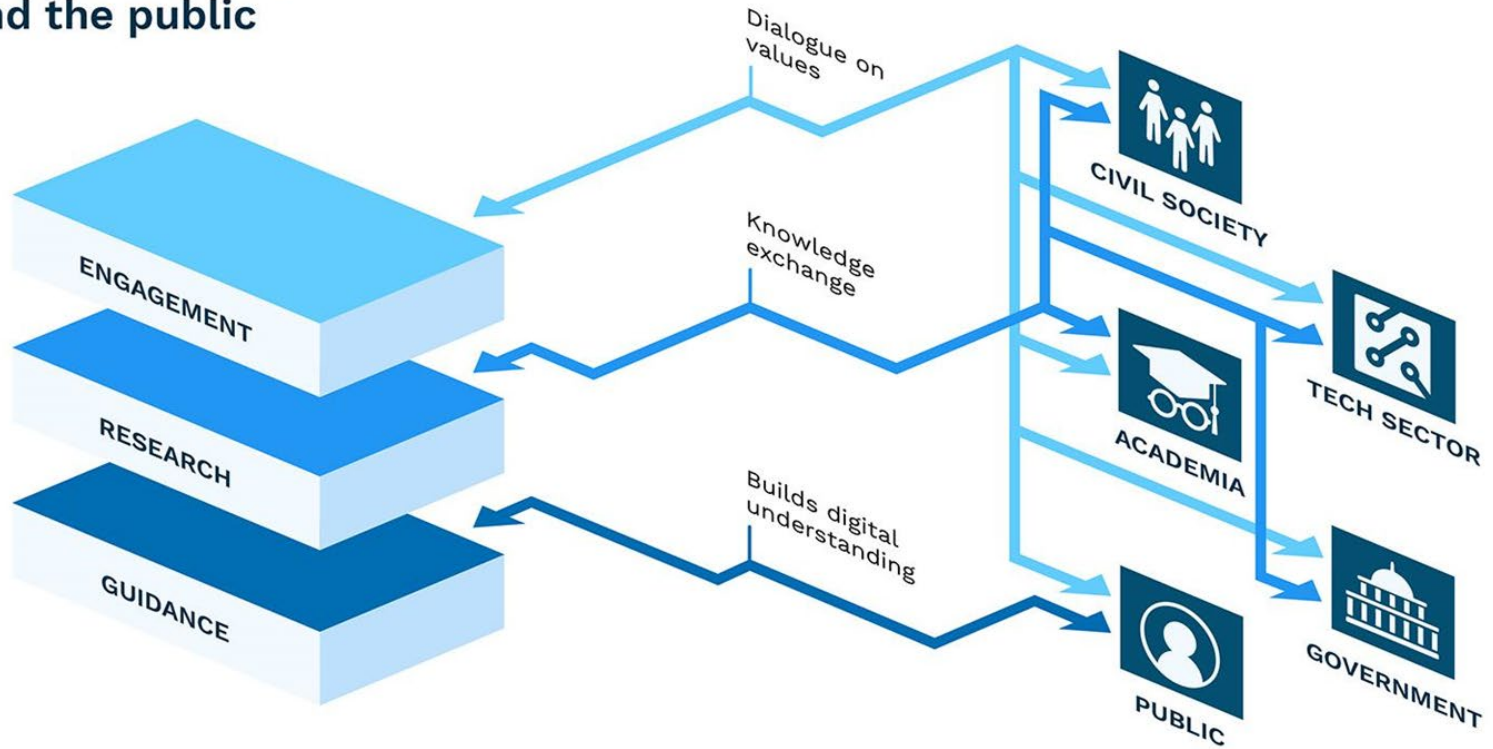 the public
Dialogue on
values
CIVIL SOCIETY
Knowledge
exchange
ENGAGEMENT
TECH SECTOR
RESEARCH
ACADEMIA
Builds digital
understanding
GUIDANCE
GOVERNMENT
PUBLIC